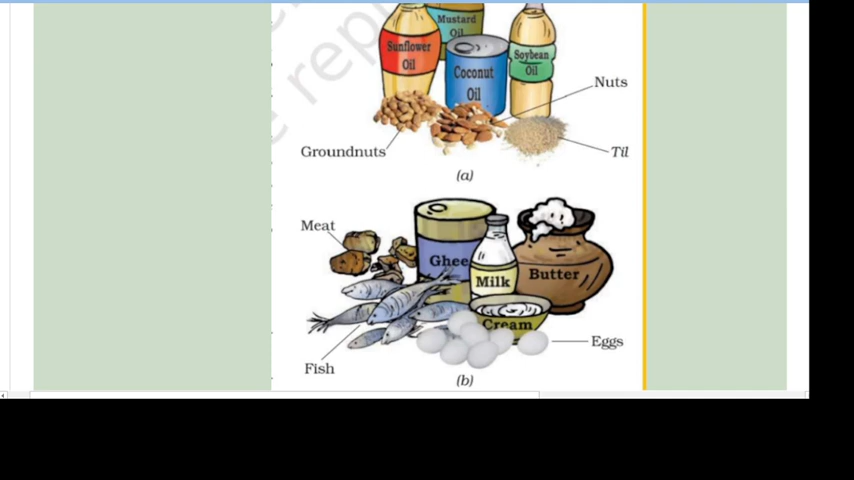 Mustard
Oil
Sunflower
Oil
Coconut
Oil
Soybean
Oil
Nuts
Groundnuts
Til
(a)
Meat
Ghee
Milk
Butter
Cream
Eggs
Fish
(b)